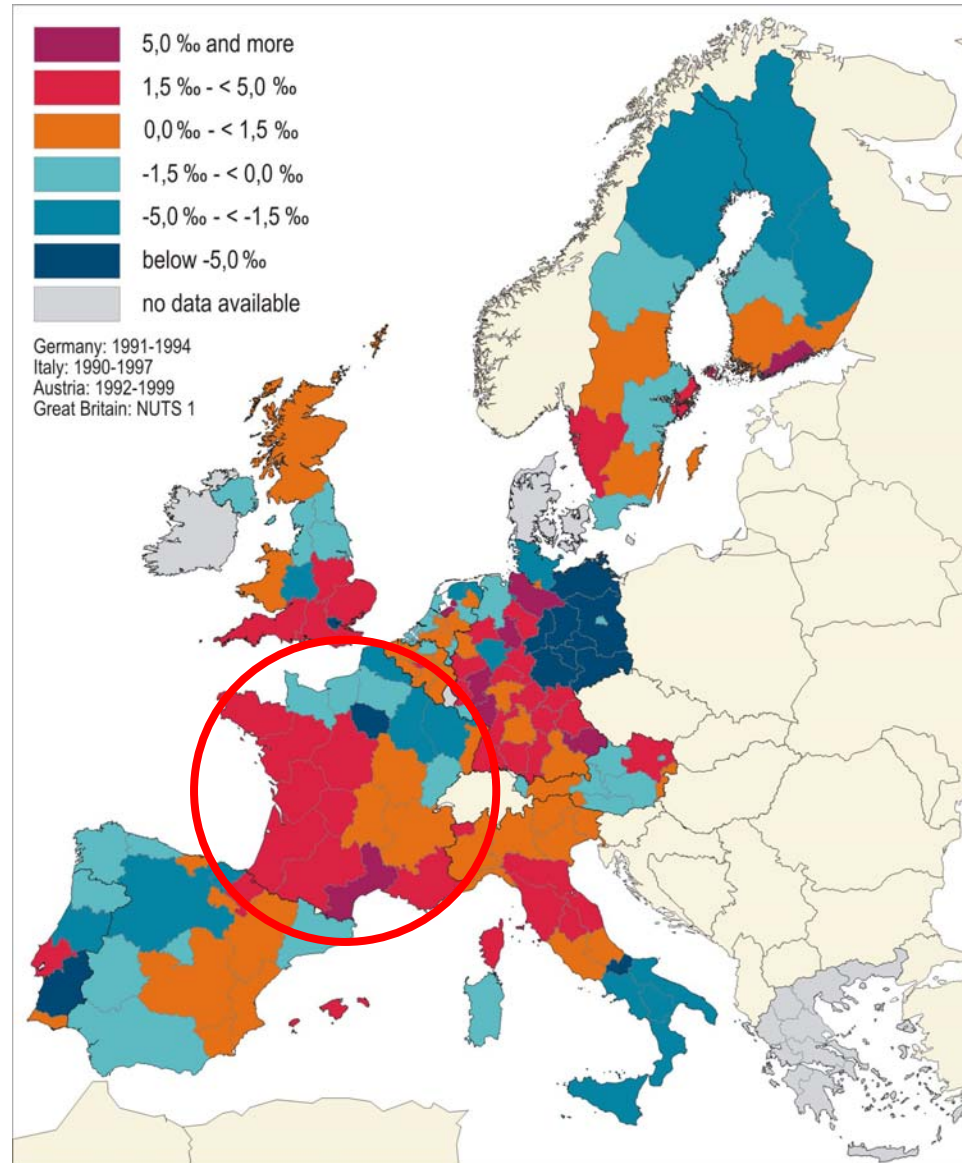 5,0 ‰ and more
1,5 ‰ - < 5,0 ‰
0,0 ‰ - < 1,5 ‰
-1,5 ‰ - < 0,0 ‰
-5,0 ‰ - < -1,5 ‰
below -5,0 ‰
no data available
Germany: 1991-1994
Italy: 1990-1997
Austria: 1992-1999
Great Britain: NUTS 1